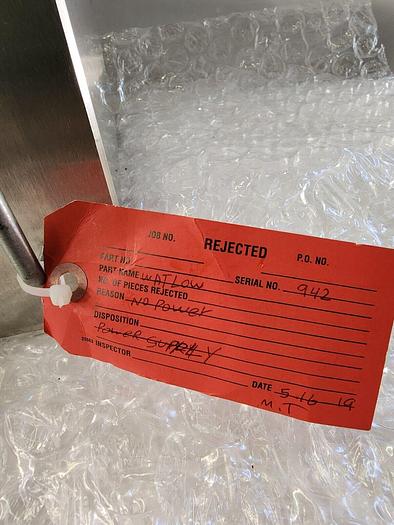 JOB NO.
REJECTED
P.O. NO.
PART NO.
PART NAME WATLOW
SERIAL NO. 942
NO. OF PIECES REJECTED
REASON NO POWER
DISPOSITION
POWER SUPPLY
INSPECTOR
DATE 5-16 19
M.T